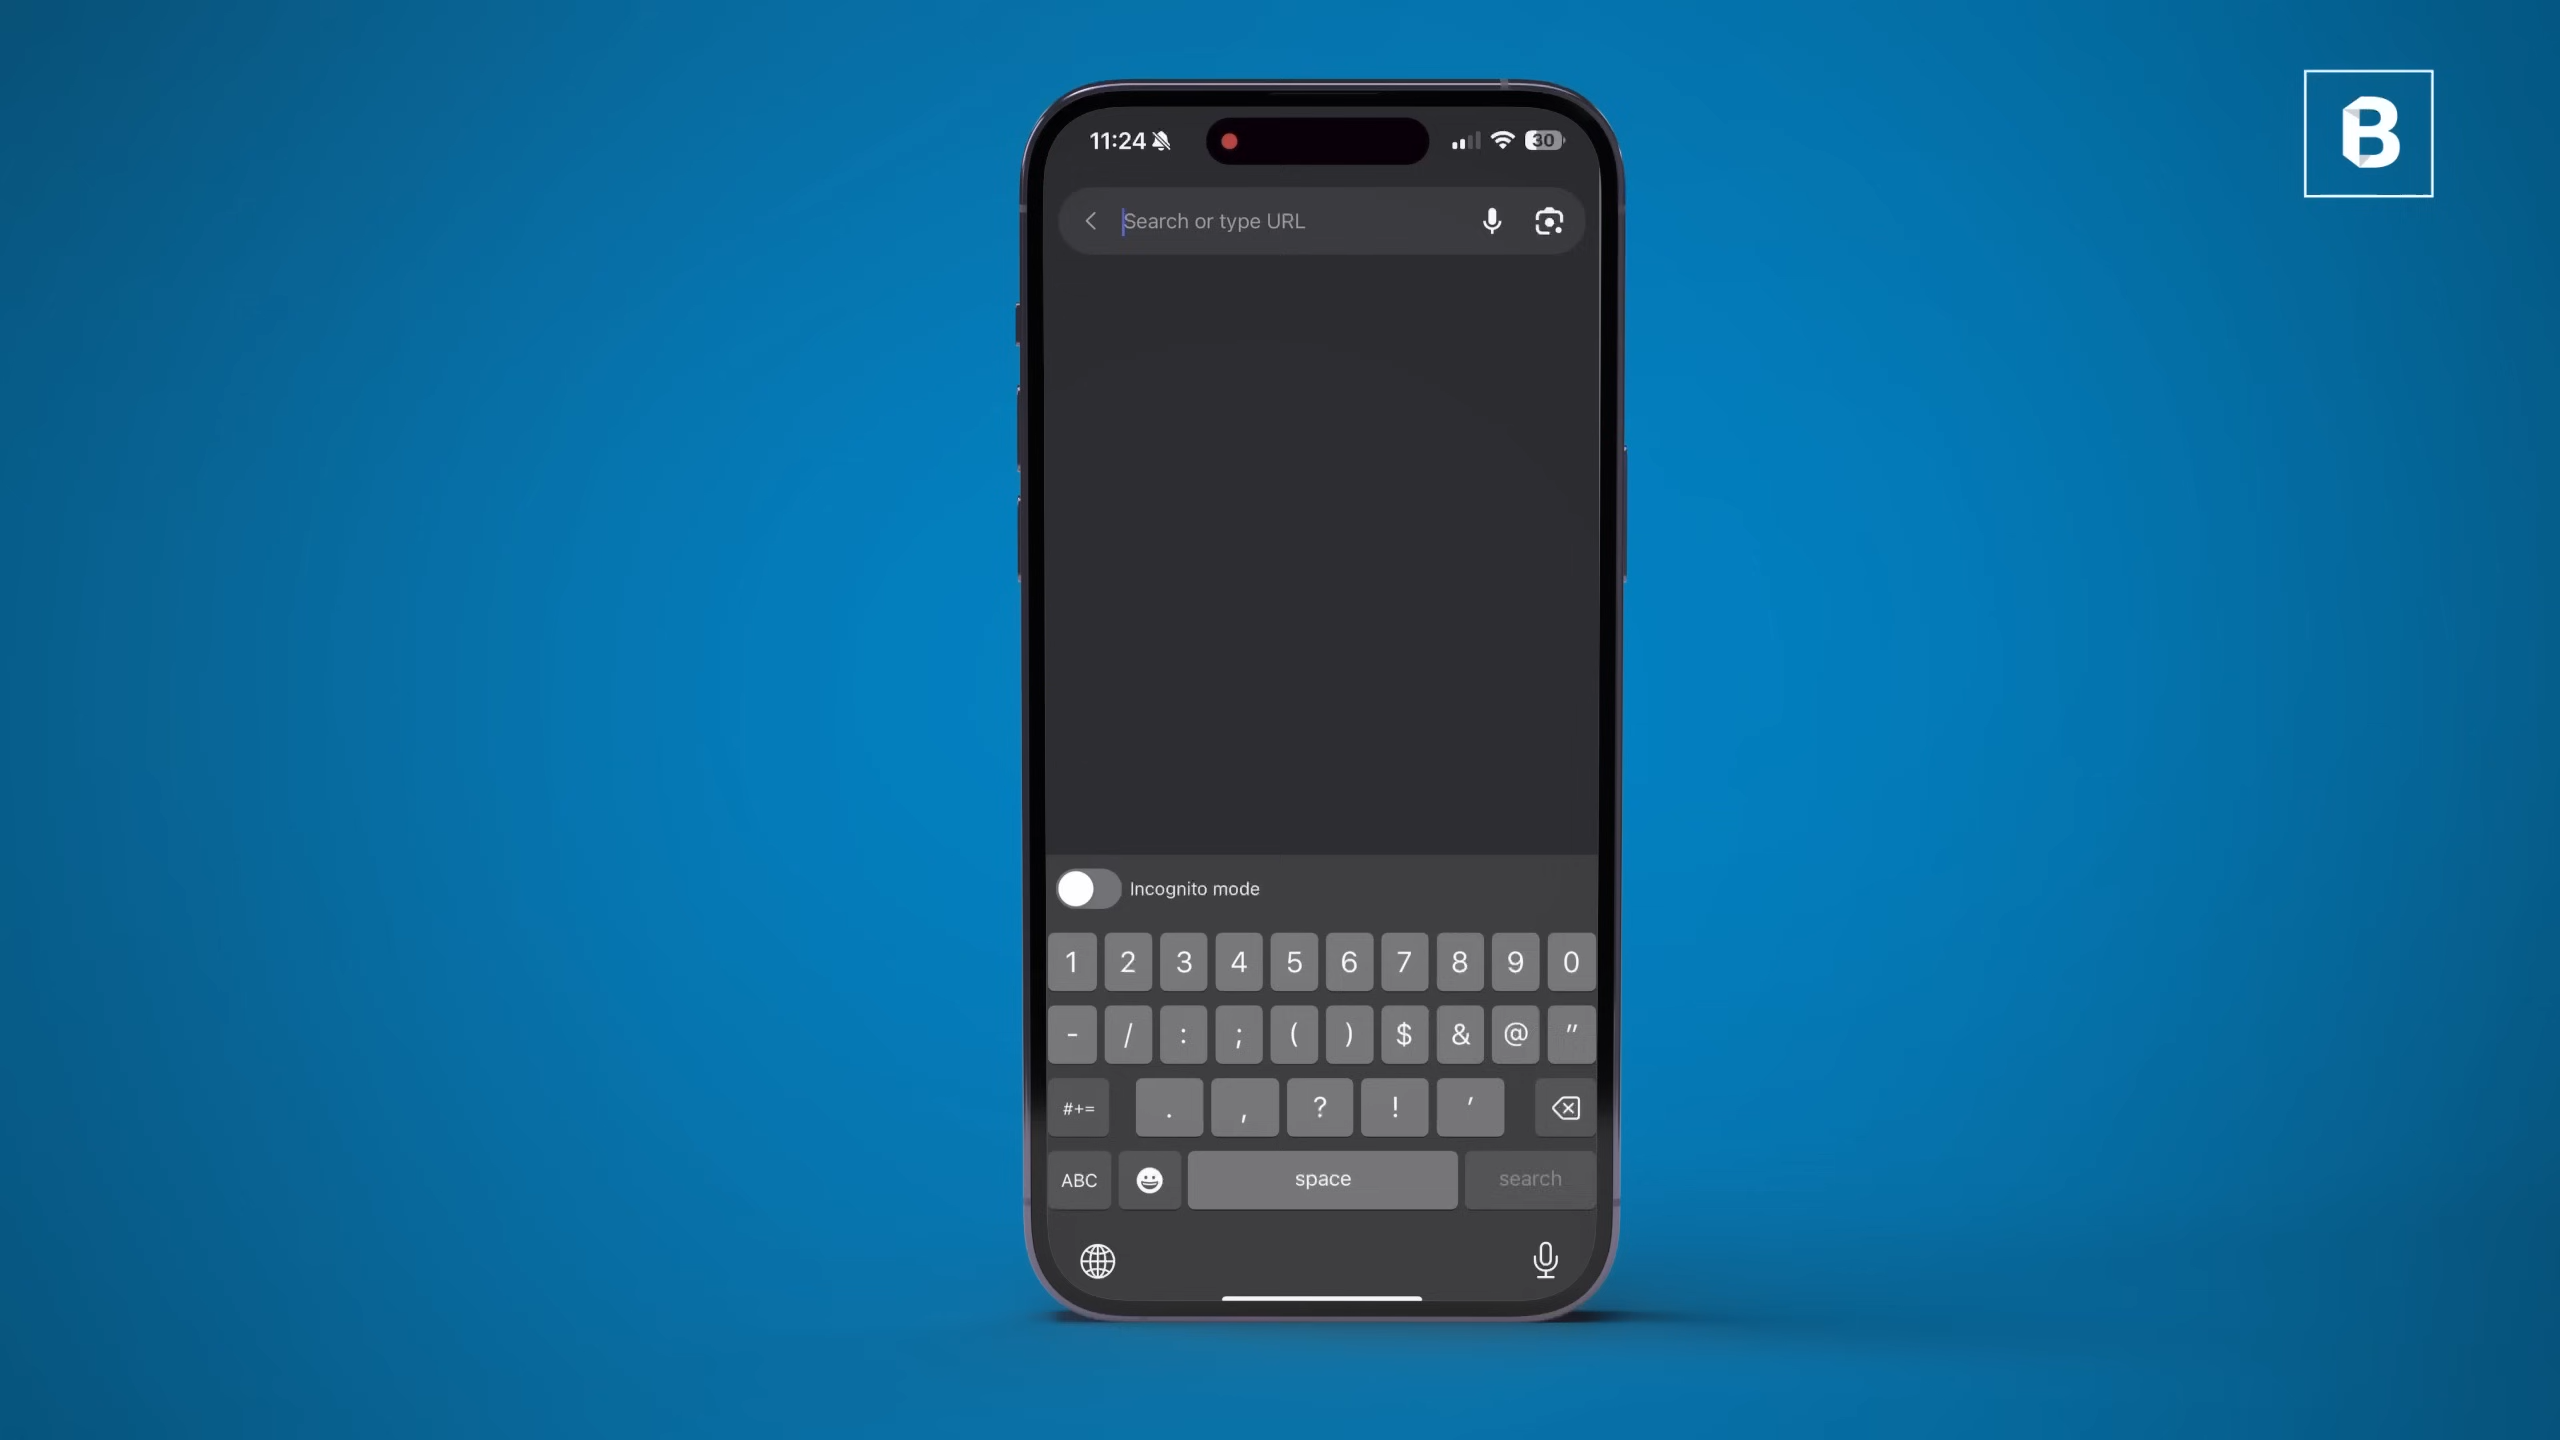 B
11:24
30
Search or type URL
Incognito mode
1 2 3 4 5 6 7 8 9 0
- / : ; ( ) $ & @ "
#+= . , ? ! '
ABC space search